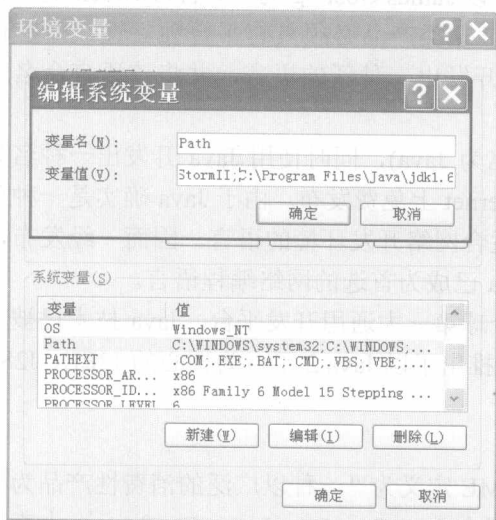 环境变量
编辑系统变量
变量名(N): Path
变量值(V): StormII;C:\Program Files\Java\jdk1.6
确定 取消
系统变量(S)
变量 值
OS Windows_NT
Path C:\WINDOWS\system32;C:\WINDOWS;...
PATHEXT .COM;.EXE;.BAT;.CMD;.VBS;.VBE;....
PROCESSOR_AR... x86
PROCESSOR_ID... x86 Family 6 Model 15 Stepping ...
PROCESSOR_LEVEL 6
新建(W) 编辑(I) 删除(L)
确定 取消